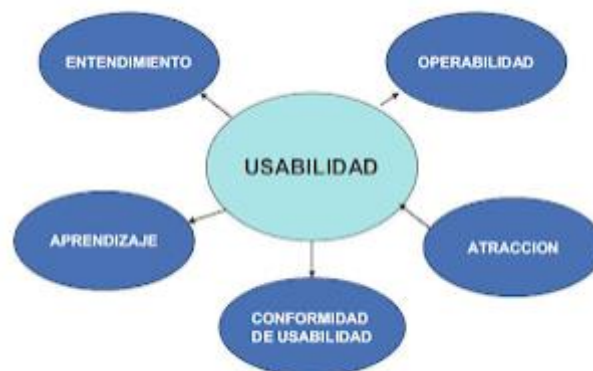 ENTENDIMIENTO
OPERABILIDAD
USABILIDAD
APRENDIZAJE
ATRACCION
CONFORMIDAD
DE USABILIDAD